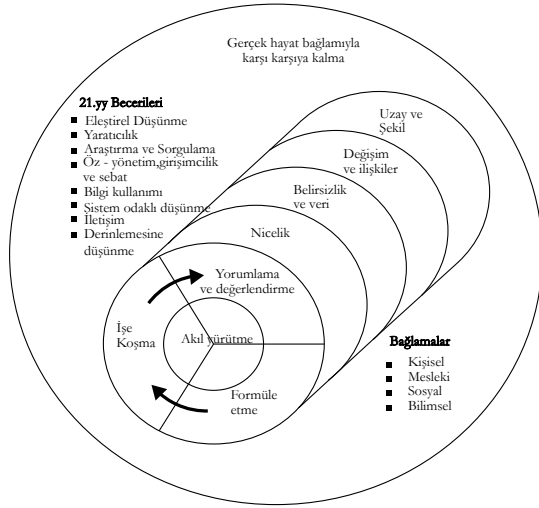 Gerçek hayat bağlamıyla
karşı karşıya kalma
21.yy Becerileri
Eleştirel Düşünme
Yaratıcılık
Araştırma ve Sorgulama
Öz - yönetim,girişimcilik
ve sebat
Bilgi kullanımı
Sistem odaklı düşünme
İletişim
Derinlemesine
düşünme
Uzay ve
Şekil
Değişim
ve ilişkiler
Belirsizlik
ve veri
Nicelik
Yorumlama
ve değerlendirme
İşe
Koşma
Akıl yürütme
Formüle
etme
Bağlamalar
Kişisel
Mesleki
Sosyal
Bilimsel